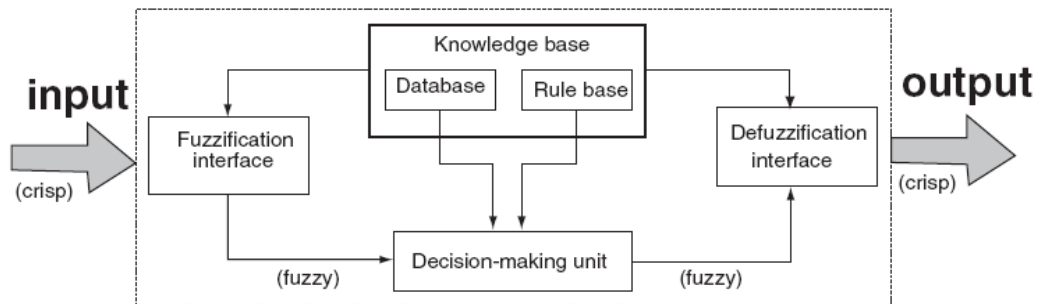 Knowledge base
Database
Rule base
input
output
Fuzzification
interface
Defuzzification
interface
(crisp)
(crisp)
Decision-making unit
(fuzzy)
(fuzzy)